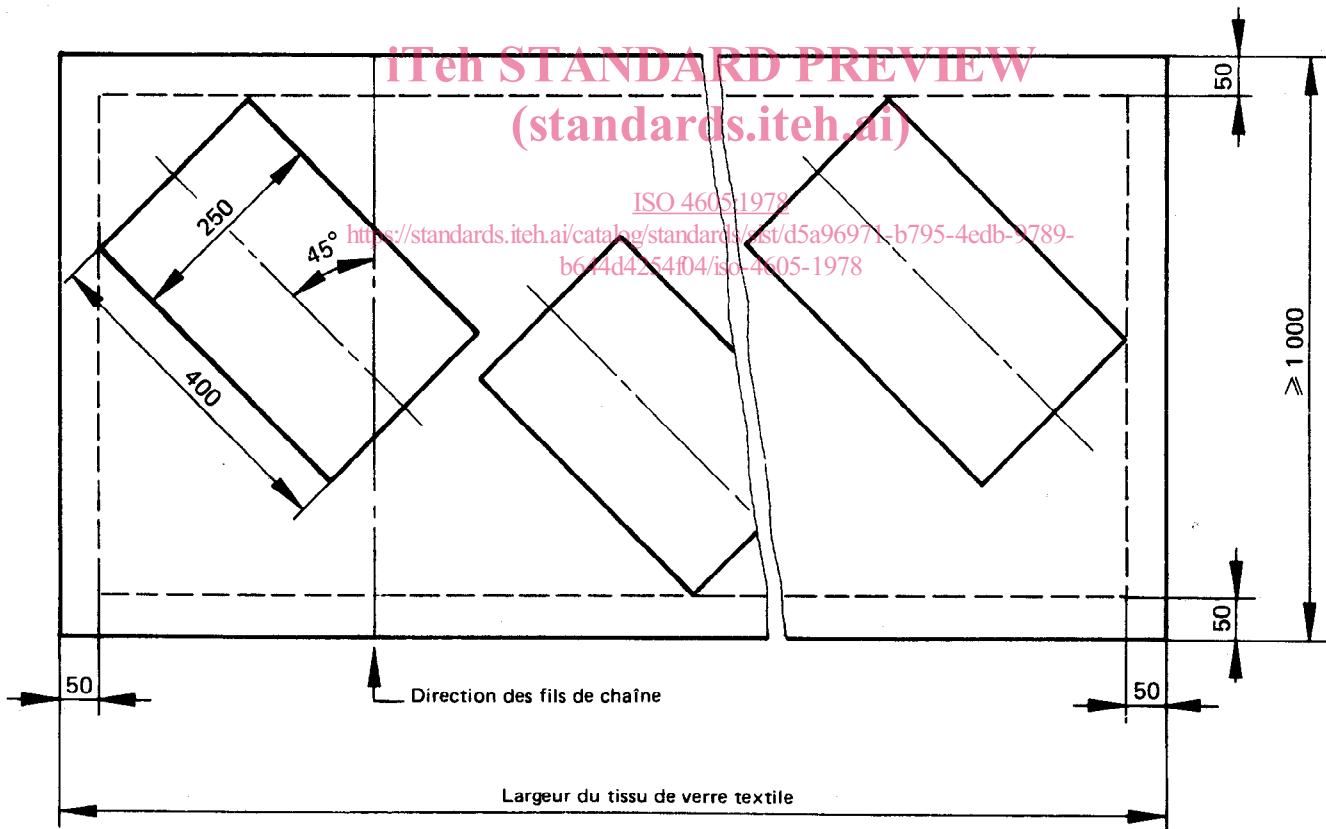 iTeh STANDARD PREVIEW
(standards.iteh.ai)
50
ISO 4605:1978
https://standards.iteh.ai/catalog/standards/sist/d5a96971-b795-4edb-9789-
b644d4254f04/iso-4605-1978
250
45°
400
≥ 1 000
50
50
Direction des fils de chaîne
50
Largeur du tissu de verre textile